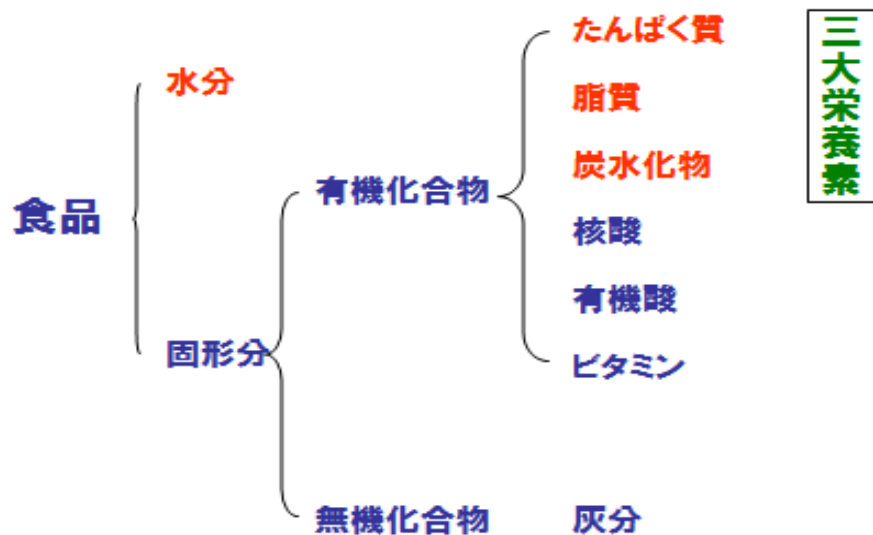 たんぱく質
水分
脂質
炭水化物
三大栄養素
有機化合物
食品
核酸
有機酸
固形分
ビタミン
無機化合物
灰分